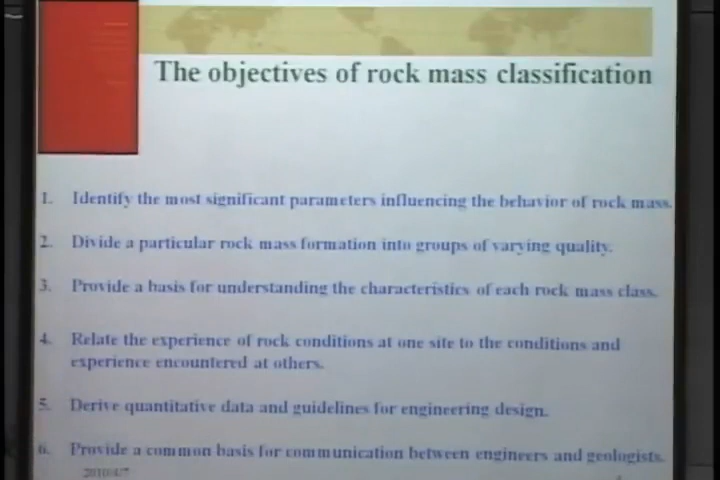 The objectives of rock mass classification
1. Identify the most significant parameters influencing the behavior of rock mass.
2. Divide a particular rock mass formation into groups of varying quality.
3. Provide a basis for understanding the characteristics of each rock mass class.
4. Relate the experience of rock conditions at one site to the conditions and
experience encountered at others.
5. Derive quantitative data and guidelines for engineering design.
6. Provide a common basis for communication between engineers and geologists.
2010/4/7